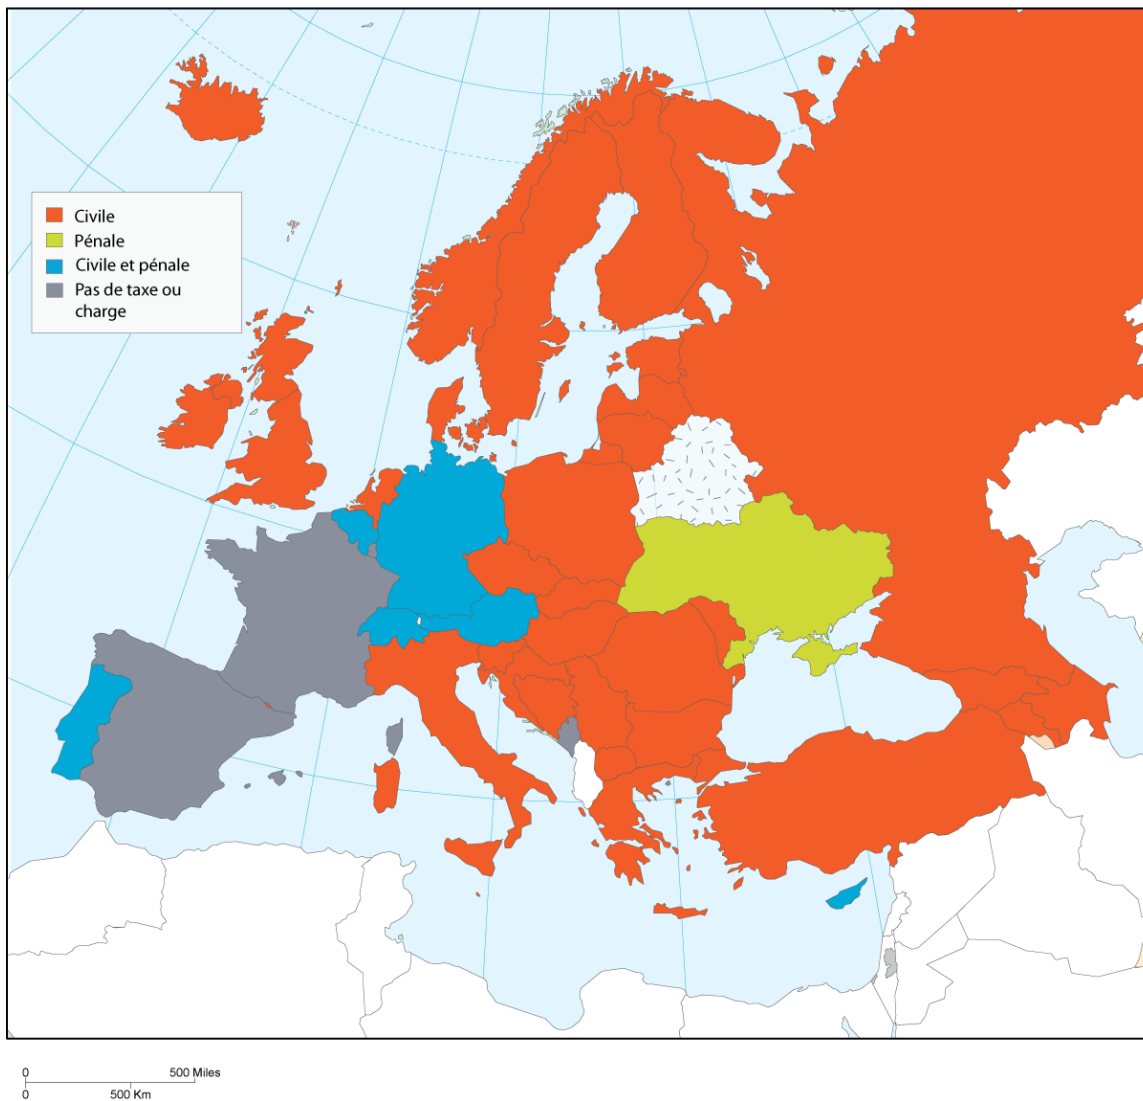 Civile
Pénale
Civile et pénale
Pas de taxe ou
charge
0 500 Miles
0 500 Km